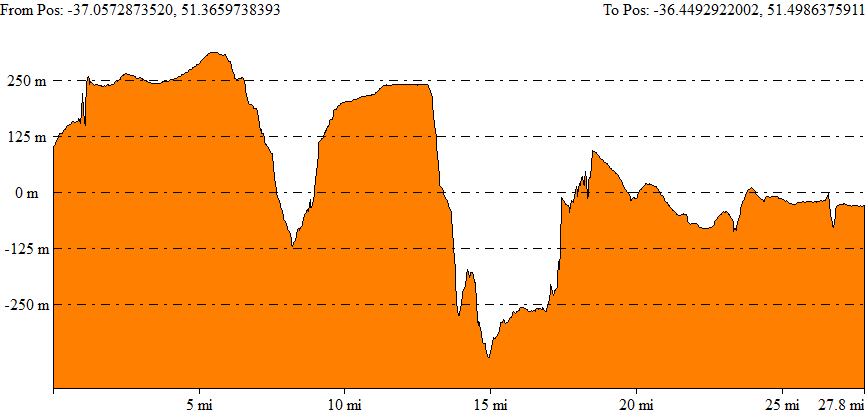 From Pos: -37.0572873520, 51.3659738393 To Pos: -36.4492922002, 51.4986375911
250 m
125 m
0 m
-125 m
-250 m
5 mi 10 mi 15 mi 20 mi 25 mi 27.8 mi